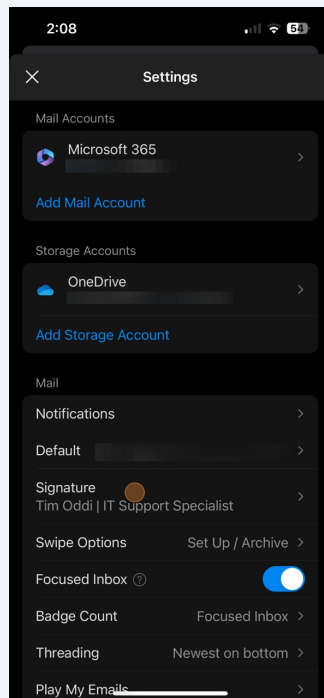 2:08
54
Settings
Mail Accounts
Microsoft 365
Add Mail Account
Storage Accounts
OneDrive
Add Storage Account
Mail
Notifications
Default
Signature
Tim Oddi | IT Support Specialist
Swipe Options Set Up / Archive
Focused Inbox ?
Badge Count Focused Inbox
Threading Newest on bottom
Play My Emails